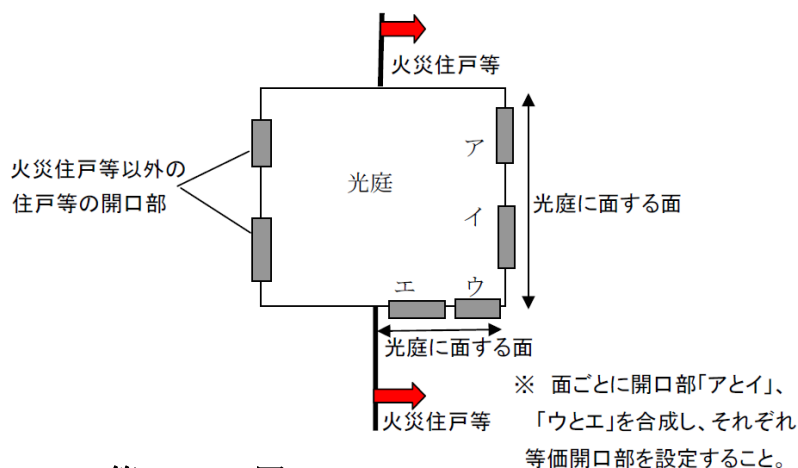 火災住戸等
火災住戸等以外の
住戸等の開口部
光庭
ア
イ
光庭に面する面
エ ウ
光庭に面する面
火災住戸等
※ 面ごとに開口部「アとイ」、
「ウとエ」を合成し、それぞれ
等価開口部を設定すること。